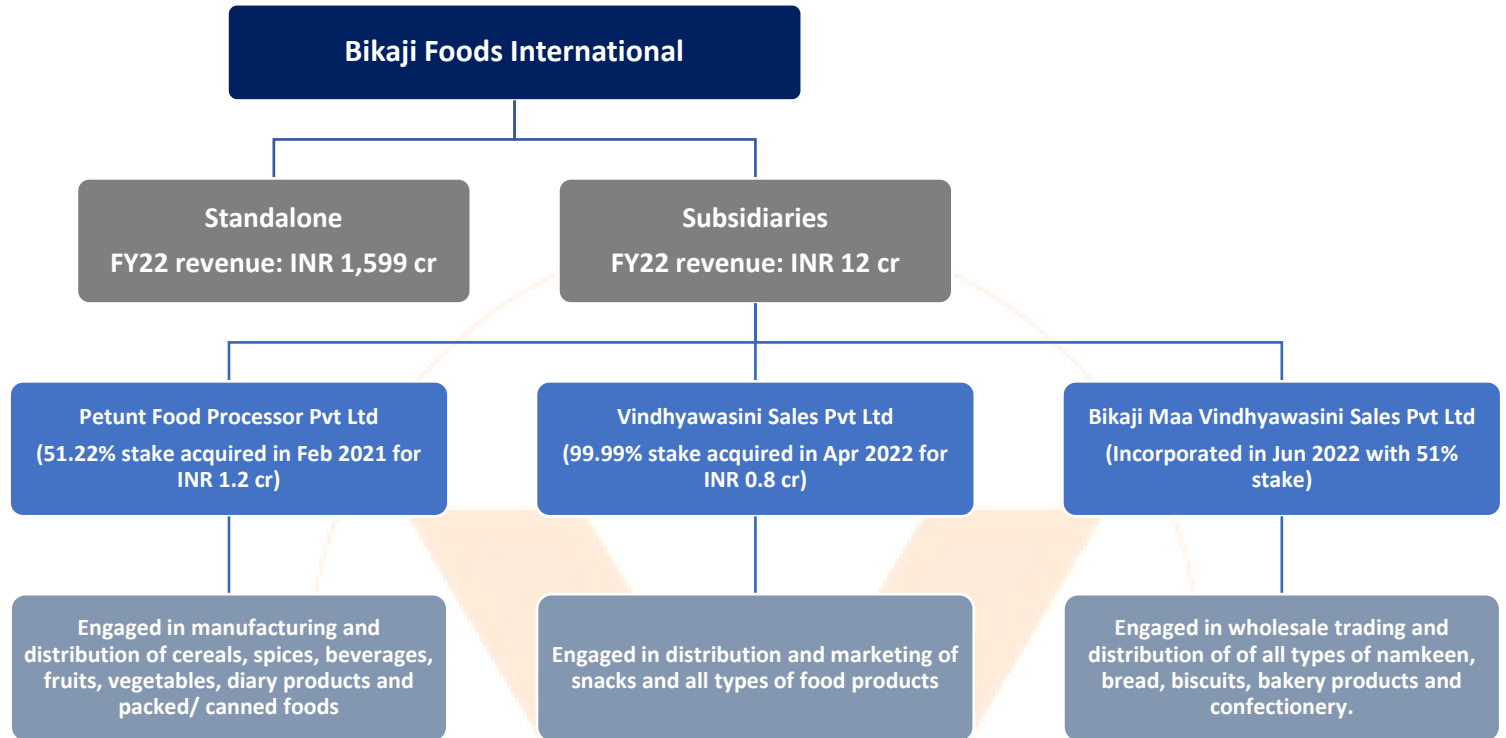 Bikaji Foods International
Standalone
FY22 revenue: INR 1,599 cr
Subsidiaries
FY22 revenue: INR 12 cr
Petunt Food Processor Pvt Ltd
(51.22% stake acquired in Feb 2021 for
INR 1.2 cr)
Vindhyawasini Sales Pvt Ltd
(99.99% stake acquired in Apr 2022 for
INR 0.8 cr)
Bikaji Maa Vindhyawasini Sales Pvt Ltd
(Incorporated in Jun 2022 with 51%
stake)
Engaged in manufacturing and
distribution of cereals, spices, beverages,
fruits, vegetables, diary products and
packed/ canned foods
Engaged in distribution and marketing of
snacks and all types of food products
Engaged in wholesale trading and
distribution of of all types of namkeen,
bread, biscuits, bakery products and
confectionery.